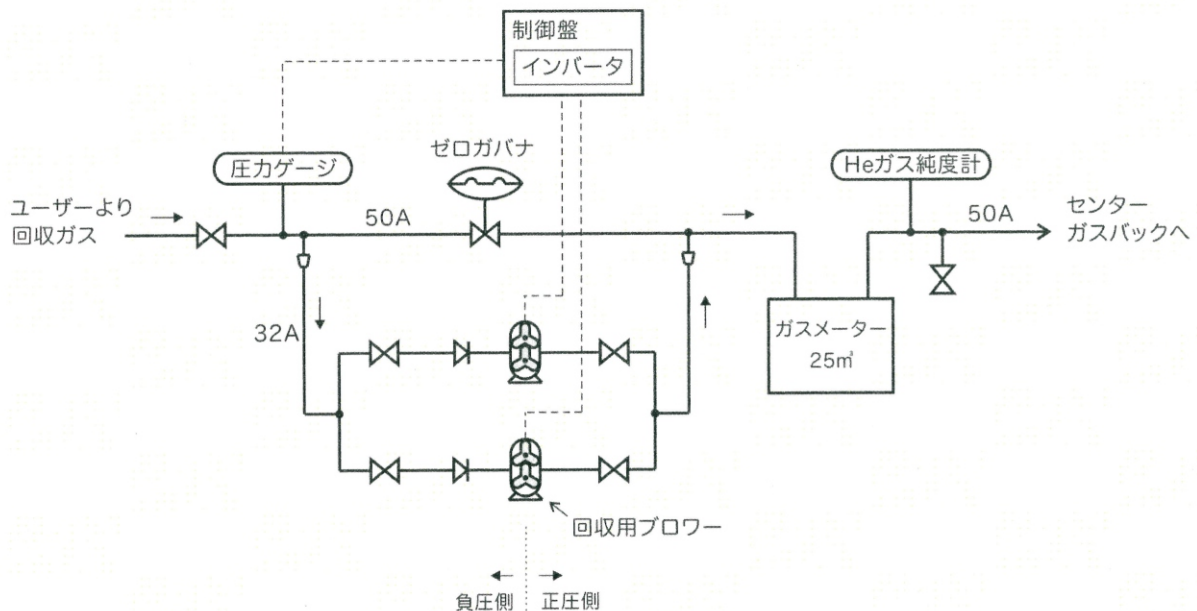 制御盤
インバータ
ゼロガバナ
圧力ゲージ
Heガス純度計
ユーザーより
回収ガス
50A
50A
センター
ガスバックへ
32A
ガスメーター
25㎥
回収用ブロワー
負圧側
正圧側